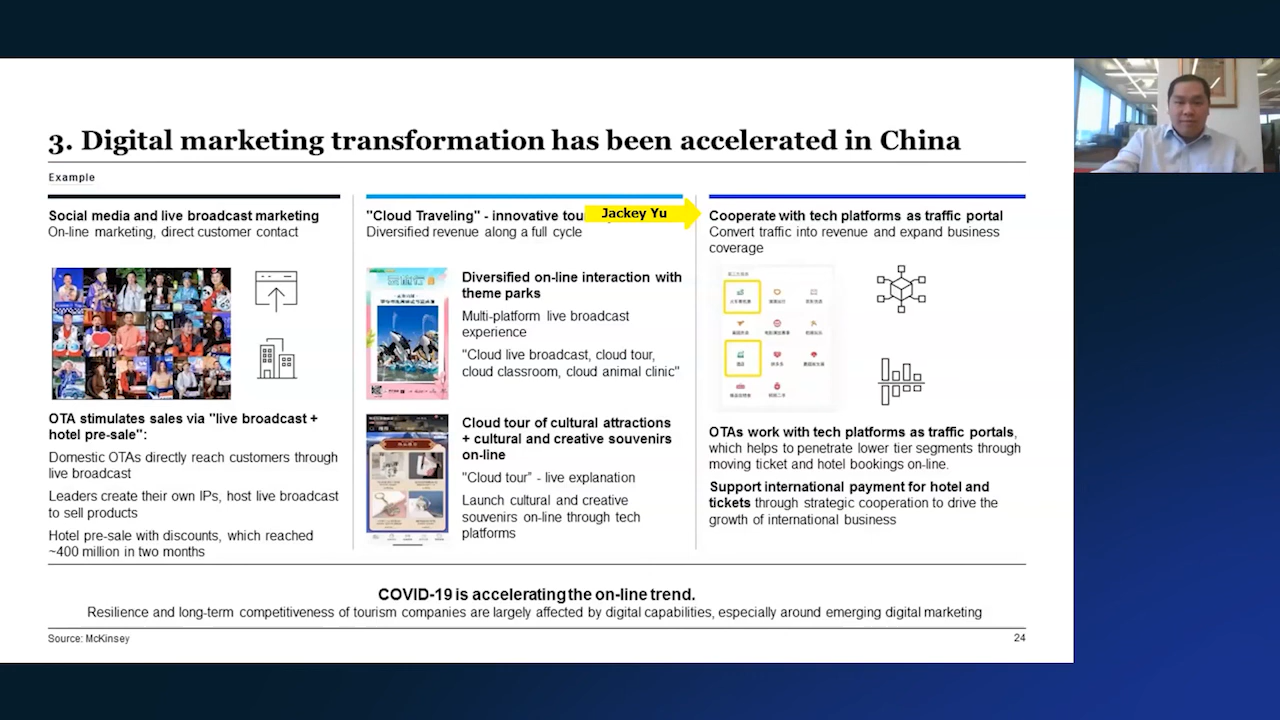 3. Digital marketing transformation has been accelerated in China
Example
Social media and live broadcast marketing
On-line marketing, direct customer contact
OTA stimulates sales via "live broadcast +
hotel pre-sale":
Domestic OTAs directly reach customers through
live broadcast
Leaders create their own IPs, host live broadcast
to sell products
Hotel pre-sale with discounts, which reached
~400 million in two months
"Cloud Traveling" - innovative
Jackey Yu
Diversified revenue along a full cycle
Diversified on-line interaction with
theme parks
Multi-platform live broadcast
experience
"Cloud live broadcast, cloud tour,
cloud classroom, cloud animal clinic"
Cloud tour of cultural attractions
+ cultural and creative souvenirs
on-line
"Cloud tour" - live explanation
Launch cultural and creative
souvenirs on-line through tech
platforms
Cooperate with tech platforms as traffic portal
Convert traffic into revenue and expand business
coverage
OTAs work with tech platforms as traffic portals,
which helps to penetrate lower tier segments through
moving ticket and hotel bookings on-line.
Support international payment for hotel and
tickets through strategic cooperation to drive the
growth of international business
COVID-19 is accelerating the on-line trend.
Resilience and long-term competitiveness of tourism companies are largely affected by digital capabilities, especially around emerging digital marketing
Source: McKinsey
24